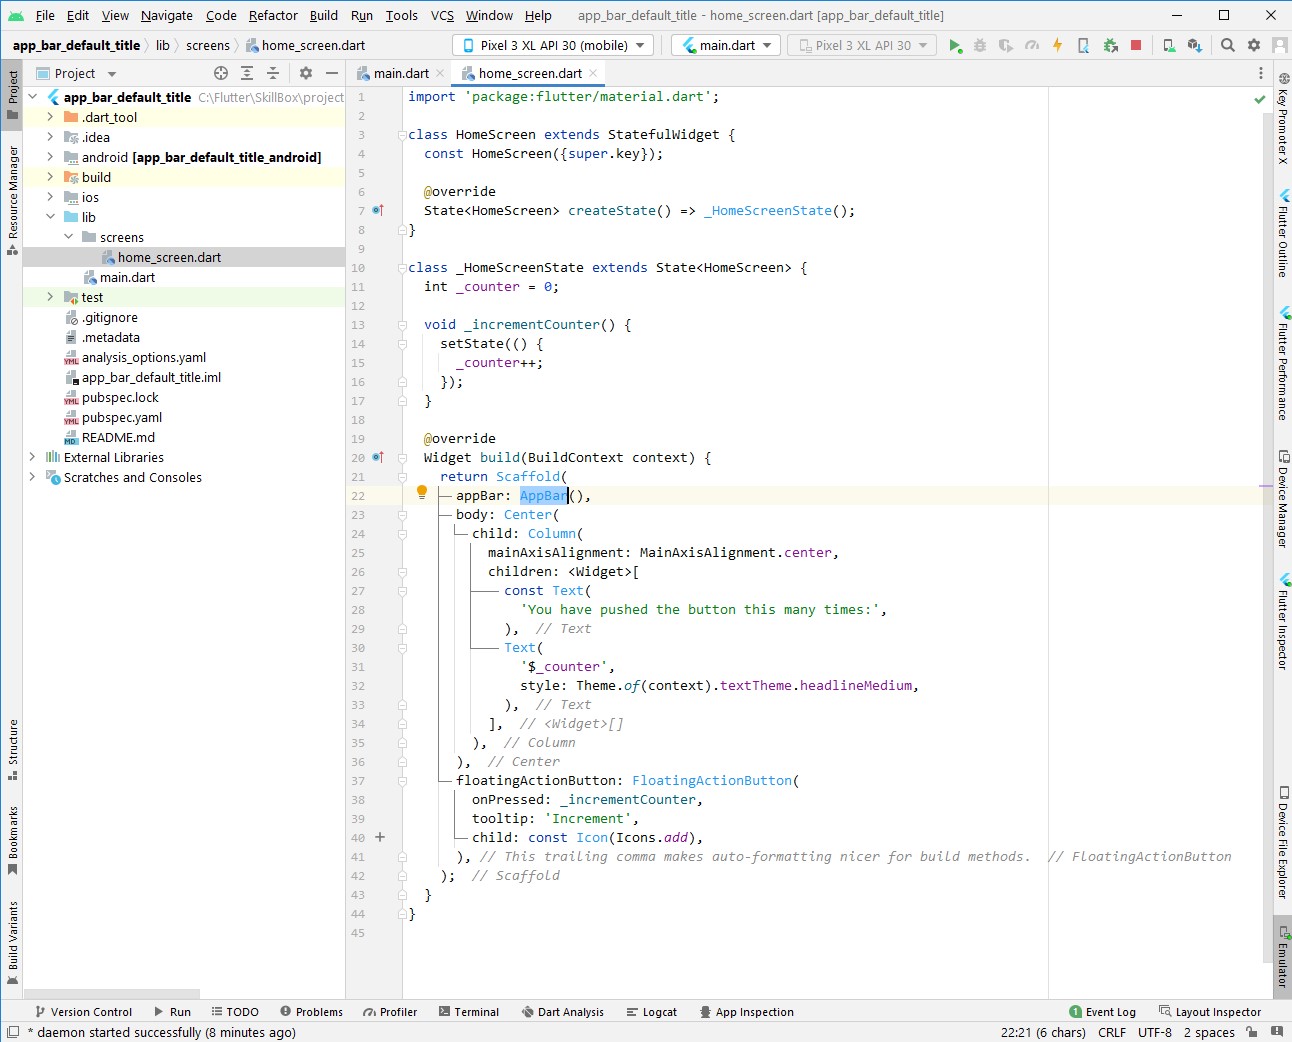 File Edit View Navigate Code Refactor Build Run Tools VCS Window Help app_bar_default_title - home_screen.dart [app_bar_default_title]
app_bar_default_title lib screens home_screen.dart Pixel 3 XL API 30 (mobile) main.dart Pixel 3 XL API 30
Project
main.dart home_screen.dart
app_bar_default_title C:\Flutter\SkillBox\project
.dart_tool
.idea
android [app_bar_default_title_android]
build
ios
lib
screens
home_screen.dart
main.dart
test
.gitignore
.metadata
analysis_options.yaml
app_bar_default_title.iml
pubspec.lock
pubspec.yaml
README.md
External Libraries
Scratches and Consoles
Project
Resource Manager
Structure
Bookmarks
Build Variants
1 import 'package:flutter/material.dart';
2
3 class HomeScreen extends StatefulWidget {
4   const HomeScreen({super.key});
5
6   @override
7   State<HomeScreen> createState() => _HomeScreenState();
8 }
9
10 class _HomeScreenState extends State<HomeScreen> {
11   int _counter = 0;
12
13   void _incrementCounter() {
14     setState(() {
15       _counter++;
16     });
17   }
18
19   @override
20   Widget build(BuildContext context) {
21     return Scaffold(
22       appBar: AppBar(),
23       body: Center(
24         child: Column(
25           mainAxisAlignment: MainAxisAlignment.center,
26           children: <Widget>[
27             const Text(
28               'You have pushed the button this many times:',
29             ), // Text
30             Text(
31               '$_counter',
32               style: Theme.of(context).textTheme.headlineMedium,
33             ), // Text
34           ], // <Widget>[]
35         ), // Column
36       ), // Center
37       floatingActionButton: FloatingActionButton(
38         onPressed: _incrementCounter,
39         tooltip: 'Increment',
40         child: const Icon(Icons.add),
41       ), // This trailing comma makes auto-formatting nicer for build methods. // FloatingActionButton
42     ); // Scaffold
43   }
44 }
45
Key Promoter X
Flutter Outline
Flutter Performance
Device Manager
Flutter Inspector
Device File Explorer
Emulator
Version Control Run TODO Problems Profiler Terminal Dart Analysis Logcat App Inspection 1 Event Log Layout Inspector
* daemon started successfully (8 minutes ago) 22:21 (6 chars) CRLF UTF-8 2 spaces